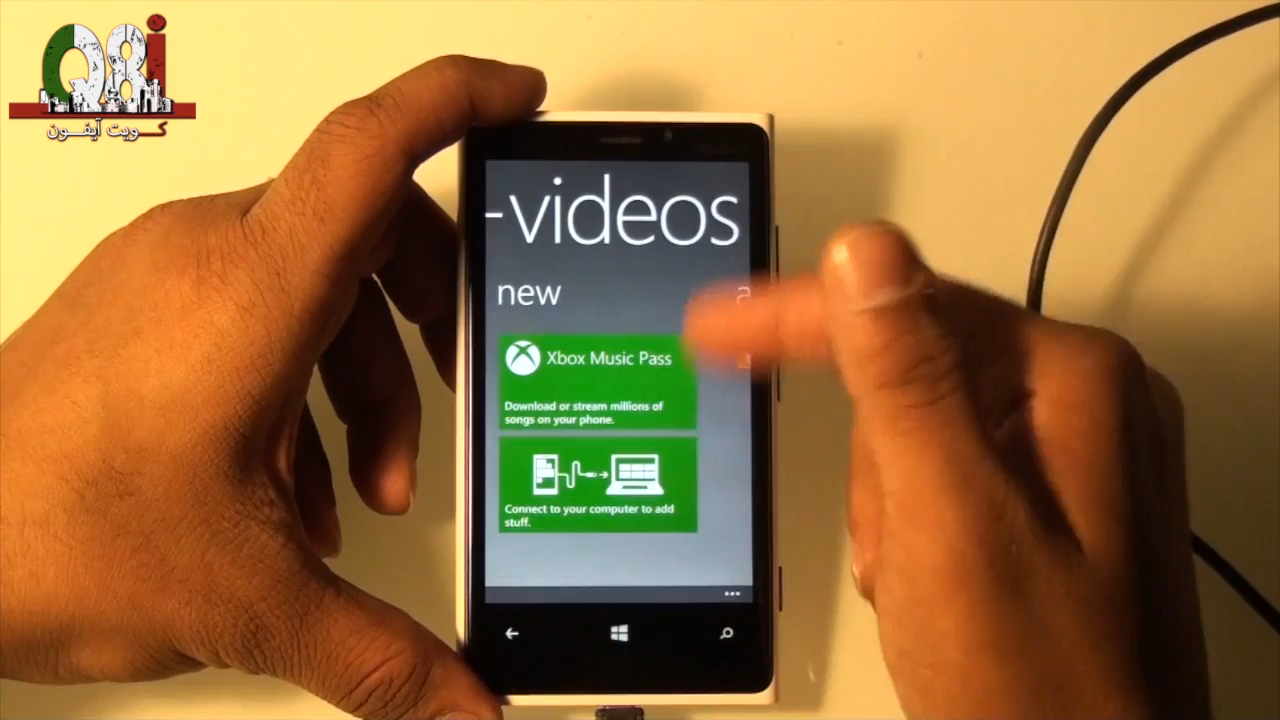 Q8i
كويت آيفون
-videos
new
Xbox Music Pass
Download or stream millions of
songs on your phone.
Connect to your computer to add
stuff.